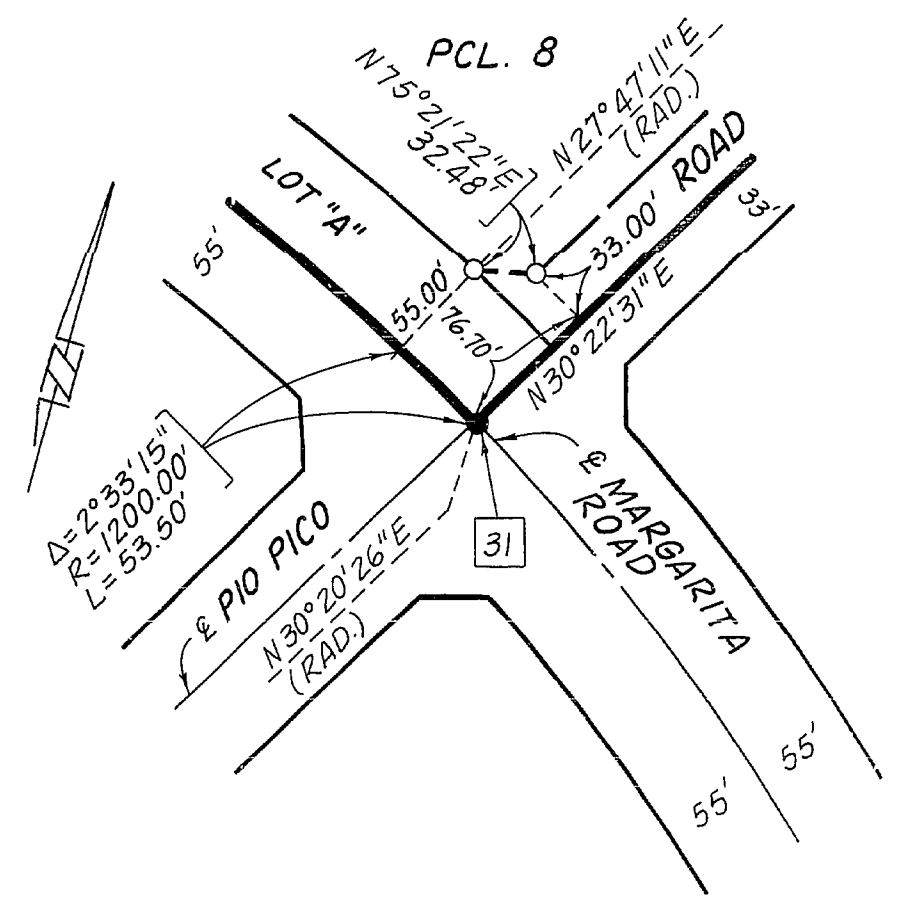 PCL. 8
N75°21'22"E
32.48'
N27°47'11"E
(RAD.)
ROAD
LOT "A"
33'
55'
33.00'
55.00'
76.70'
N30°22'31"E
N
Δ=2°33'15"
R=1200.00'
L=53.50'
℄ MARGARITA
ROAD
31
℄ PIO PICO
N30°20'26"E
(RAD.)
55'
55'